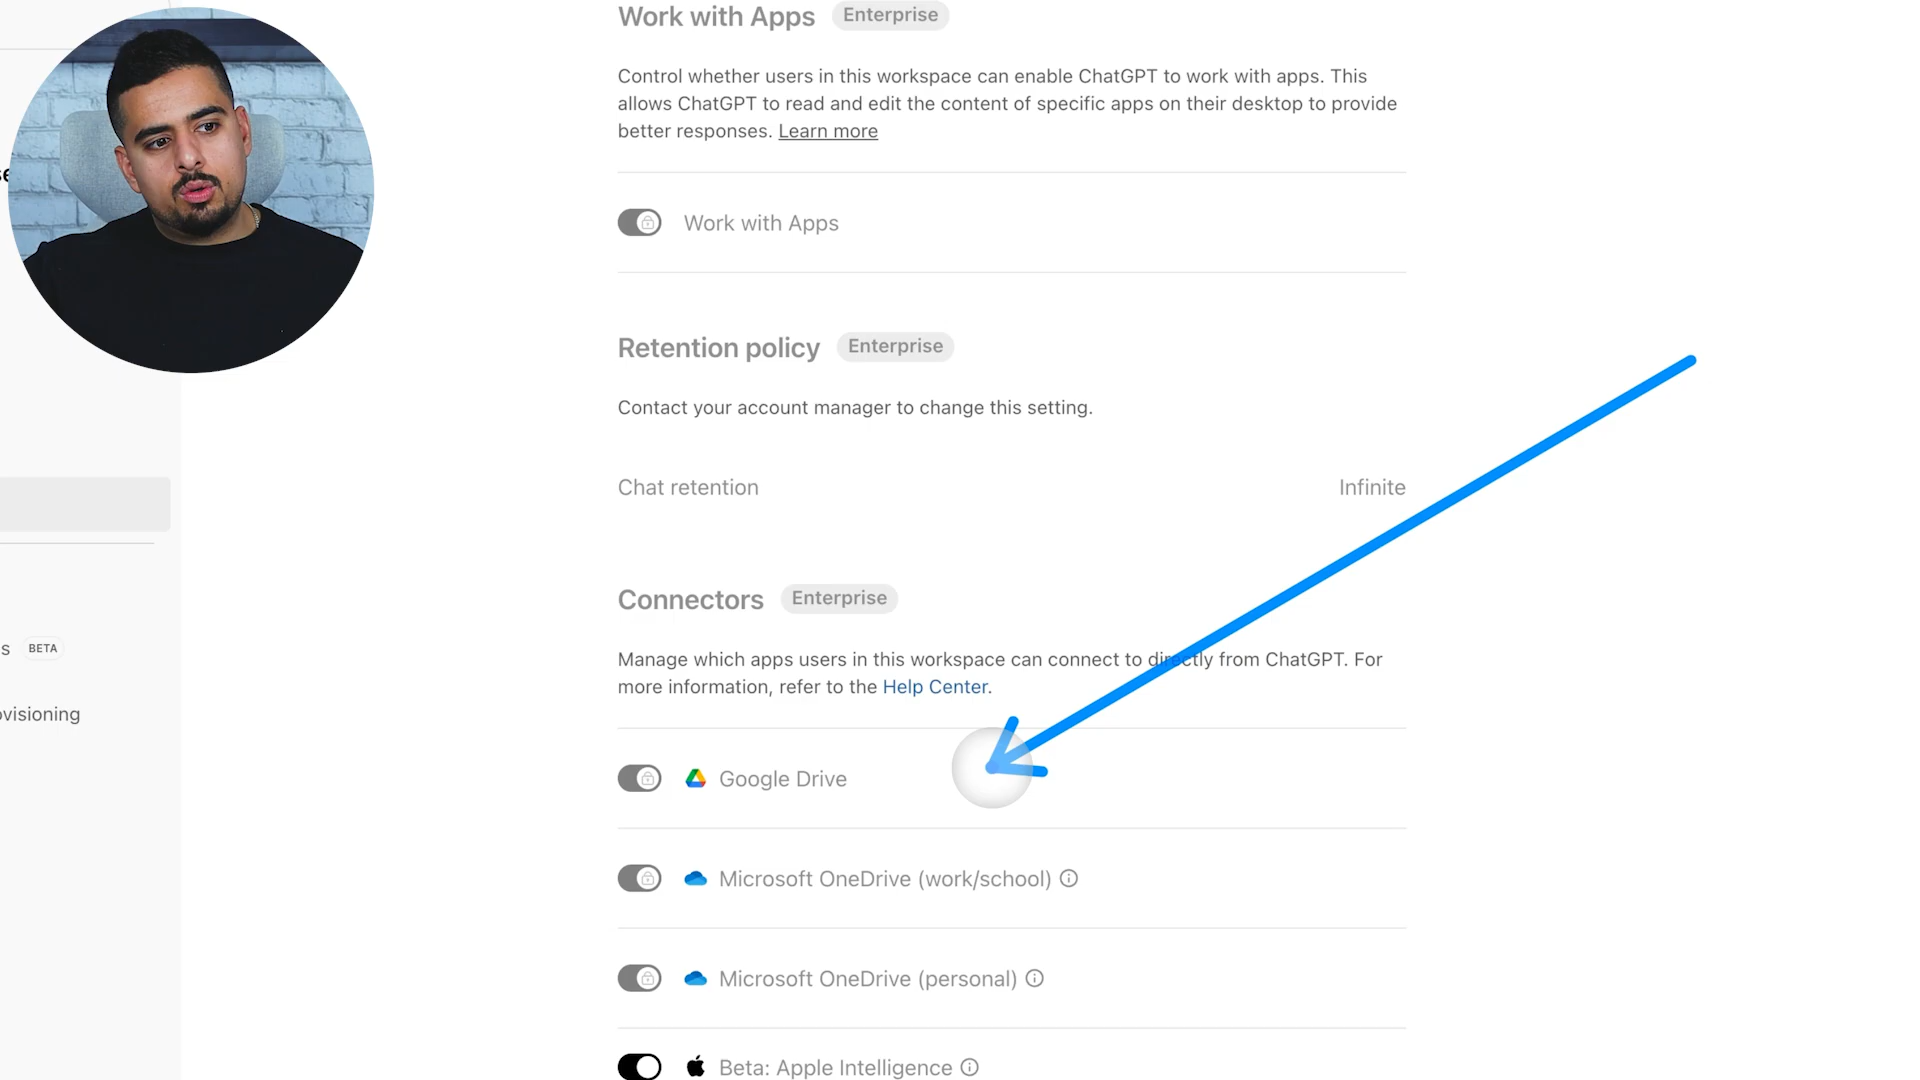 Work with Apps Enterprise
Control whether users in this workspace can enable ChatGPT to work with apps. This
allows ChatGPT to read and edit the content of specific apps on their desktop to provide
better responses. Learn more
Work with Apps
Retention policy Enterprise
Contact your account manager to change this setting.
Chat retention Infinite
Connectors Enterprise
Manage which apps users in this workspace can connect to directly from ChatGPT. For
more information, refer to the Help Center.
s BETA
ovisioning
Google Drive
Microsoft OneDrive (work/school)
Microsoft OneDrive (personal)
Beta: Apple Intelligence